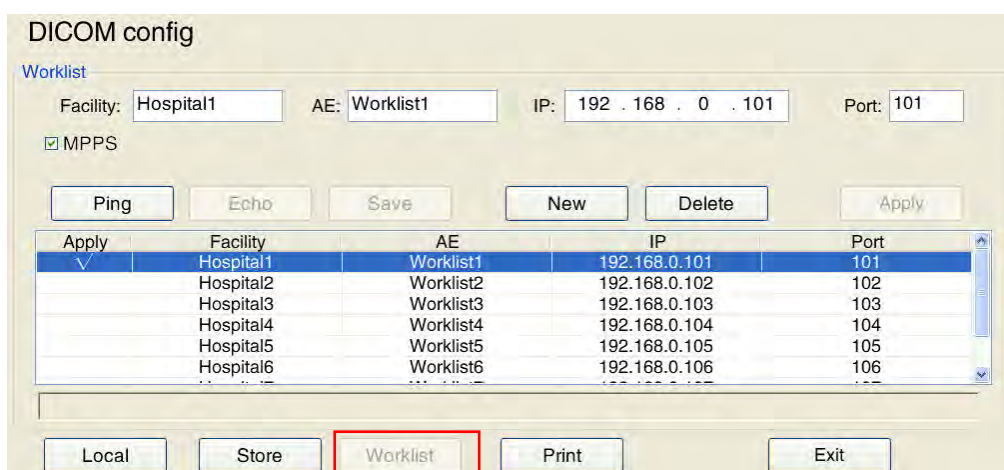 DICOM config
Worklist
Facility: Hospital1 AE: Worklist1 IP: 192 . 168 . 0 . 101 Port: 101
MPPS
Ping Echo Save New Delete Apply
Apply Facility AE IP Port
√ Hospital1 Worklist1 192.168.0.101 101
Hospital2 Worklist2 192.168.0.102 102
Hospital3 Worklist3 192.168.0.103 103
Hospital4 Worklist4 192.168.0.104 104
Hospital5 Worklist5 192.168.0.105 105
Hospital6 Worklist6 192.168.0.106 106
Local Store Worklist Print Exit